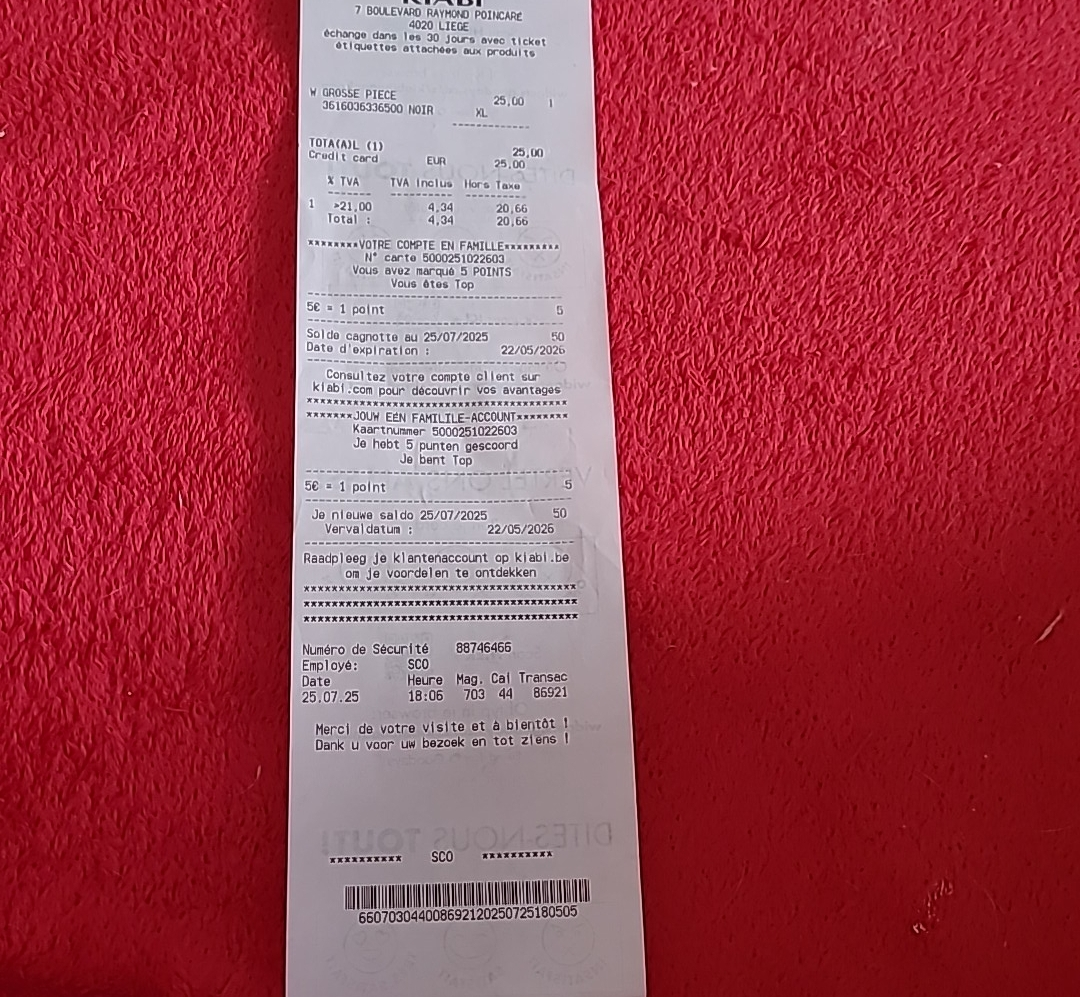 KIABI
7 BOULEVARD RAYMOND POINCARE
4020 LIEGE
échange dans les 30 jours avec ticket
étiquettes attachées aux produits
W GROSSE PIECE 25,00 1
3616036336500 NOIR XL
--------------
TOTA(A)L (1) 25,00
Credit card EUR 25,00
% TVA TVA Inclus Hors Taxe
1 >21,00 4,34 20,66
Total : 4,34 20,66
********VOTRE COMPTE EN FAMILLE*********
N° carte 5000251022603
Vous avez marqué 5 POINTS
Vous êtes Top
5€ = 1 point 5
Solde cagnotte au 25/07/2025 50
Date d'expiration : 22/05/2026
Consultez votre compte client sur
kiabi.com pour découvrir vos avantages
*******JOUW EEN FAMILILE-ACCOUNT********
Kaartnummer 5000251022603
Je hebt 5 punten gescoord
Je bent Top
5€ = 1 point 5
Je nieuwe saldo 25/07/2025 50
Vervaldatum : 22/05/2026
Raadpleeg je klantenaccount op kiabi.be
om je voordelen te ontdekken
Numéro de Sécurité 88746466
Employé: SCO
Date Heure Mag. Cai Transac
25.07.25 18:06 703 44 86921
Merci de votre visite et à bientôt !
Dank u voor uw bezoek en tot ziens !
DITES-NOUS TOUT!
********** SCO **********
660703044008692120250725180505